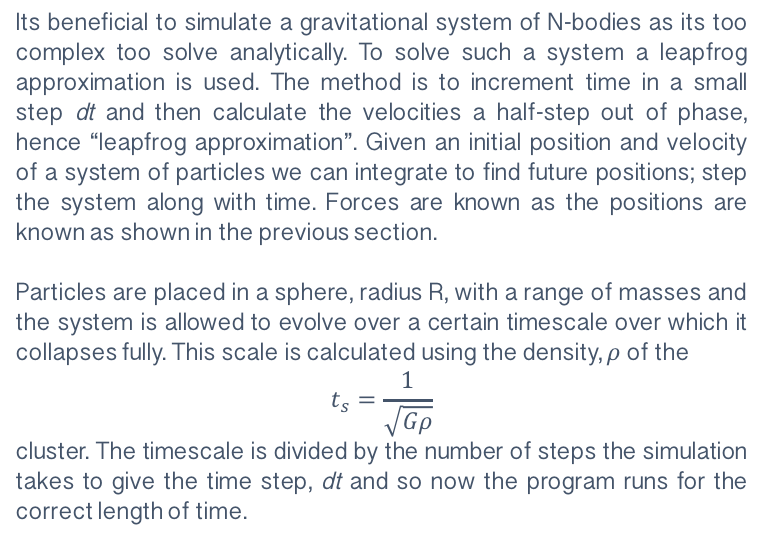 Its beneficial to simulate a gravitational system of N-bodies as its too
complex too solve analytically. To solve such a system a leapfrog
approximation is used. The method is to increment time in a small
step dt and then calculate the velocities a half-step out of phase,
hence “leapfrog approximation”. Given an initial position and velocity
of a system of particles we can integrate to find future positions; step
the system along with time. Forces are known as the positions are
known as shown in the previous section.
Particles are placed in a sphere, radius R, with a range of masses and
the system is allowed to evolve over a certain timescale over which it
collapses fully. This scale is calculated using the density, ρ of the
t_s = 1/√(Gρ)
cluster. The timescale is divided by the number of steps the simulation
takes to give the time step, dt and so now the program runs for the
correct length of time.